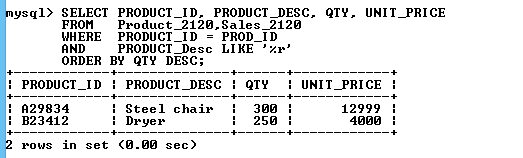 mysql> SELECT PRODUCT_ID, PRODUCT_DESC, QTY, UNIT_PRICE
FROM Product_2120,Sales_2120
WHERE PRODUCT_ID = PROD_ID
AND PRODUCT_Desc LIKE '%r'
ORDER BY QTY DESC;
+------------+--------------+-----+------------+
| PRODUCT_ID | PRODUCT_DESC | QTY | UNIT_PRICE |
+------------+--------------+-----+------------+
| A29834 | Steel chair | 300 | 12999 |
| B23412 | Dryer | 250 | 4000 |
+------------+--------------+-----+------------+
2 rows in set (0.00 sec)